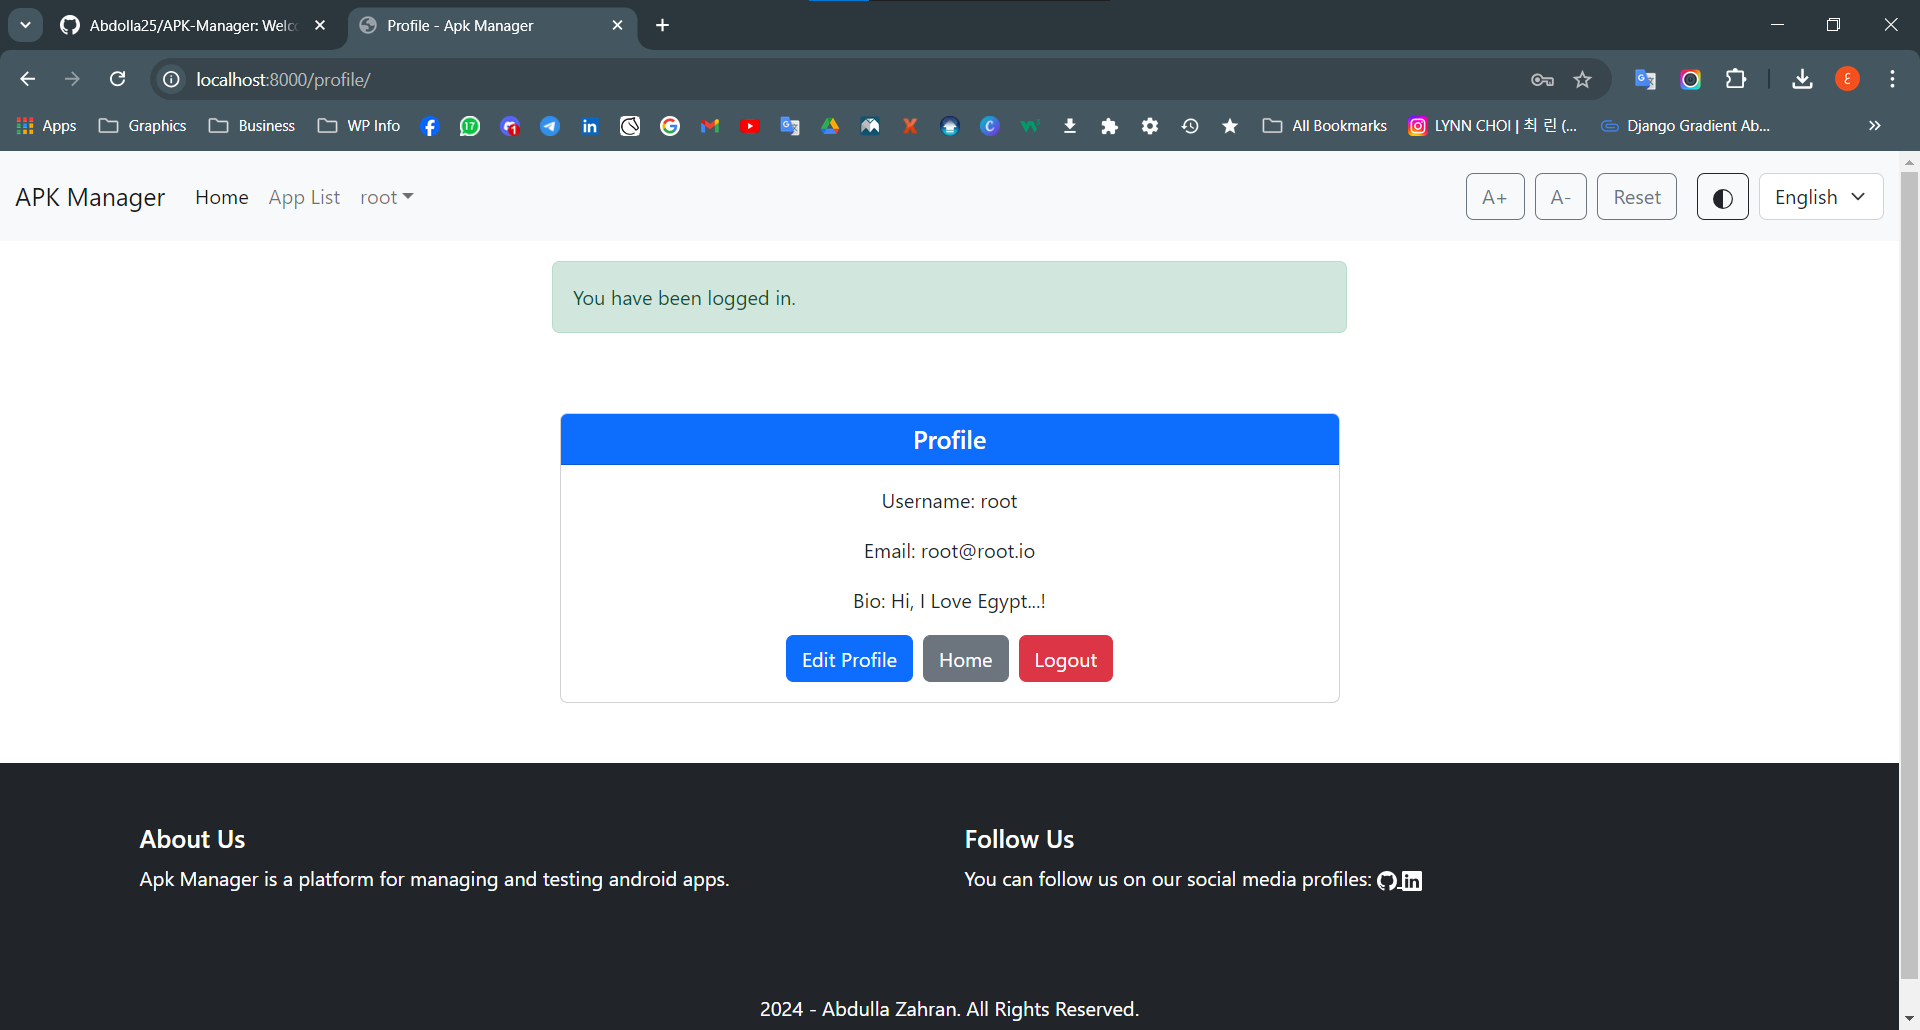 Abdolla25/APK-Manager: Welc
Profile - Apk Manager
localhost:8000/profile/
ع
Apps
Graphics
Business
WP Info
17
1
All Bookmarks
LYNN CHOI | 최 린 (...
Django Gradient Ab...
APK Manager
Home
App List
root
A+
A-
Reset
English
You have been logged in.
Profile
Username: root
Email: root@root.io
Bio: Hi, I Love Egypt...!
Edit Profile
Home
Logout
About Us
Apk Manager is a platform for managing and testing android apps.
Follow Us
You can follow us on our social media profiles:
2024 - Abdulla Zahran. All Rights Reserved.